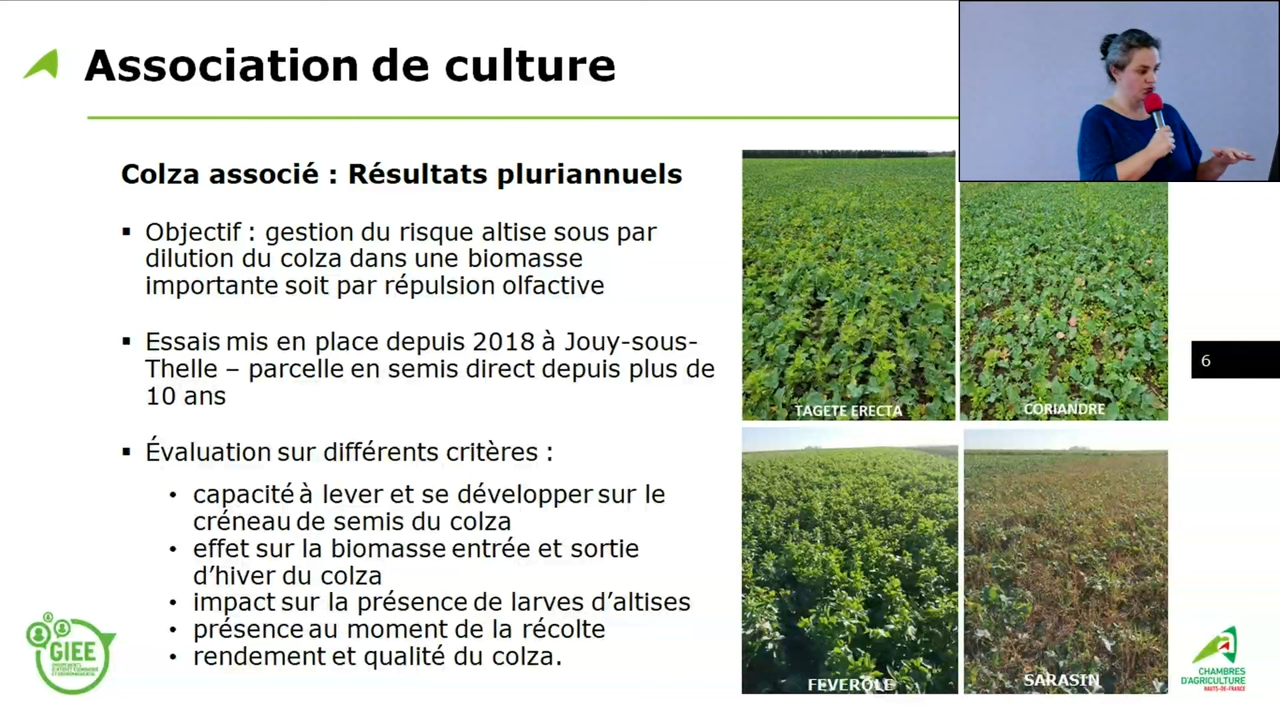 Association de culture
Colza associé : Résultats pluriannuels
▪ Objectif : gestion du risque altise sous par
dilution du colza dans une biomasse
importante soit par répulsion olfactive
▪ Essais mis en place depuis 2018 à Jouy-sous-
Thelle – parcelle en semis direct depuis plus de
10 ans
▪ Évaluation sur différents critères :
• capacité à lever et se développer sur le
créneau de semis du colza
• effet sur la biomasse entrée et sortie
d’hiver du colza
• impact sur la présence de larves d’altises
• présence au moment de la récolte
• rendement et qualité du colza.
TAGETE ERECTA
CORIANDRE
FEVEROLE
SARASIN
6
GIEE
CHAMBRES
D'AGRICULTURE
HAUTS-DE-FRANCE